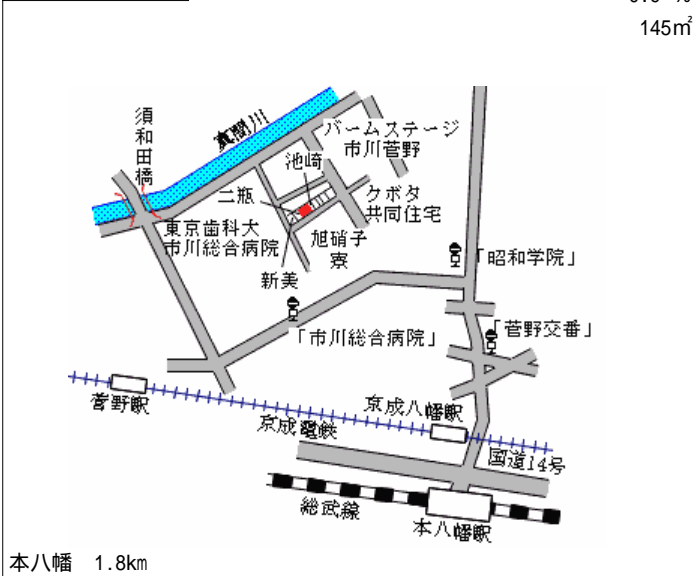 145㎡
須和田橋
真間川
パームステージ
市川菅野
池崎
二瓶
クボタ
共同住宅
東京歯科大
市川総合病院
旭硝子
寮
新美
「昭和学院」
「市川総合病院」
「菅野交番」
菅野駅
京成電鉄
京成八幡駅
国道14号
総武線
本八幡駅
本八幡 1.8km